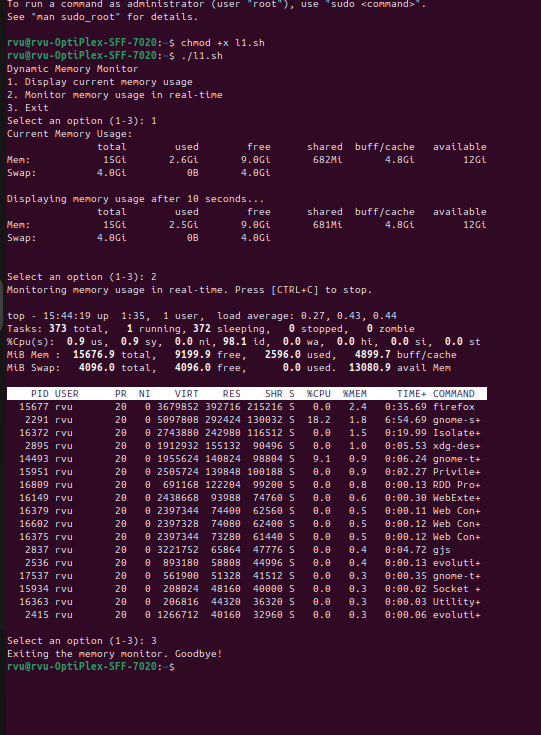 To run a command as administrator (user "root"), use "sudo <command>".
See "man sudo_root" for details.
rvu@rvu-OptiPlex-SFF-7020:~$ chmod +x l1.sh
rvu@rvu-OptiPlex-SFF-7020:~$ ./l1.sh
Dynamic Memory Monitor
1. Display current memory usage
2. Monitor memory usage in real-time
3. Exit
Select an option (1-3): 1
Current Memory Usage:
total used free shared buff/cache available
Mem: 15Gi 2.6Gi 9.0Gi 682Mi 4.8Gi 12Gi
Swap: 4.0Gi 0B 4.0Gi
Displaying memory usage after 10 seconds...
total used free shared buff/cache available
Mem: 15Gi 2.5Gi 9.0Gi 681Mi 4.8Gi 12Gi
Swap: 4.0Gi 0B 4.0Gi
Select an option (1-3): 2
Monitoring memory usage in real-time. Press [CTRL+C] to stop.
top - 15:44:19 up 1:35, 1 user, load average: 0.27, 0.43, 0.44
Tasks: 373 total, 1 running, 372 sleeping, 0 stopped, 0 zombie
%Cpu(s): 0.9 us, 0.9 sy, 0.0 ni, 98.1 id, 0.0 wa, 0.0 hi, 0.0 si, 0.0 st
MiB Mem : 15676.9 total, 9199.9 free, 2596.0 used, 4899.7 buff/cache
MiB Swap: 4096.0 total, 4096.0 free, 0.0 used. 13080.9 avail Mem
PID USER PR NI VIRT RES SHR S %CPU %MEM TIME+ COMMAND
15677 rvu 20 0 3679852 392716 215216 S 0.0 2.4 0:35.69 firefox
2291 rvu 20 0 5097808 292424 130032 S 18.2 1.8 6:54.69 gnome-s+
16372 rvu 20 0 2743880 242980 116512 S 0.0 1.5 0:19.99 Isolate+
2895 rvu 20 0 1912932 155132 90496 S 0.0 1.0 0:05.53 xdg-des+
14493 rvu 20 0 1955624 140824 98804 S 9.1 0.9 0:06.24 gnome-t+
15951 rvu 20 0 2505724 139848 100188 S 0.0 0.9 0:02.27 Privile+
16809 rvu 20 0 691168 122204 99200 S 0.0 0.8 0:00.13 RDD Pro+
16149 rvu 20 0 2438668 93988 74760 S 0.0 0.6 0:00.30 WebExte+
16379 rvu 20 0 2397344 74400 62560 S 0.0 0.5 0:00.11 Web Con+
16602 rvu 20 0 2397328 74080 62400 S 0.0 0.5 0:00.12 Web Con+
16375 rvu 20 0 2397344 73280 61440 S 0.0 0.5 0:00.12 Web Con+
2837 rvu 20 0 3221752 65864 47776 S 0.0 0.4 0:04.72 gjs
2536 rvu 20 0 893180 58808 44996 S 0.0 0.4 0:00.13 evoluti+
17537 rvu 20 0 561900 51328 41512 S 0.0 0.3 0:00.35 gnome-t+
15934 rvu 20 0 208024 48160 40000 S 0.0 0.3 0:00.02 Socket +
16363 rvu 20 0 206816 44320 36320 S 0.0 0.3 0:00.03 Utility+
2415 rvu 20 0 1266712 40160 32960 S 0.0 0.3 0:00.06 evoluti+
Select an option (1-3): 3
Exiting the memory monitor. Goodbye!
rvu@rvu-OptiPlex-SFF-7020:~$